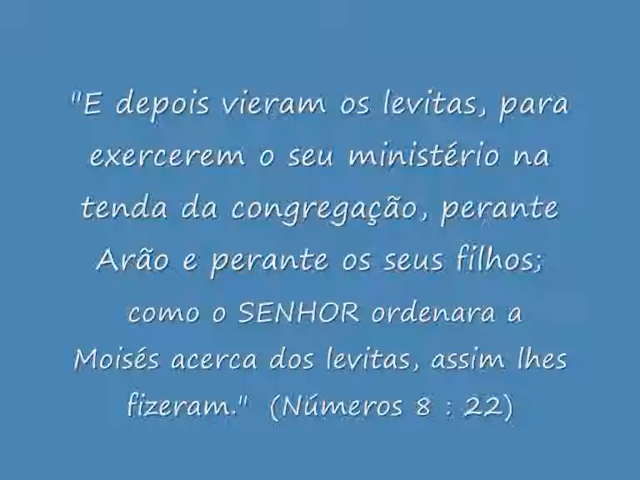 "E depois vieram os levitas, para
exercerem o seu ministério na
tenda da congregação, perante
Arão e perante os seus filhos;
como o SENHOR ordenara a
Moisés acerca dos levitas, assim lhes
fizeram." (Números 8 : 22)